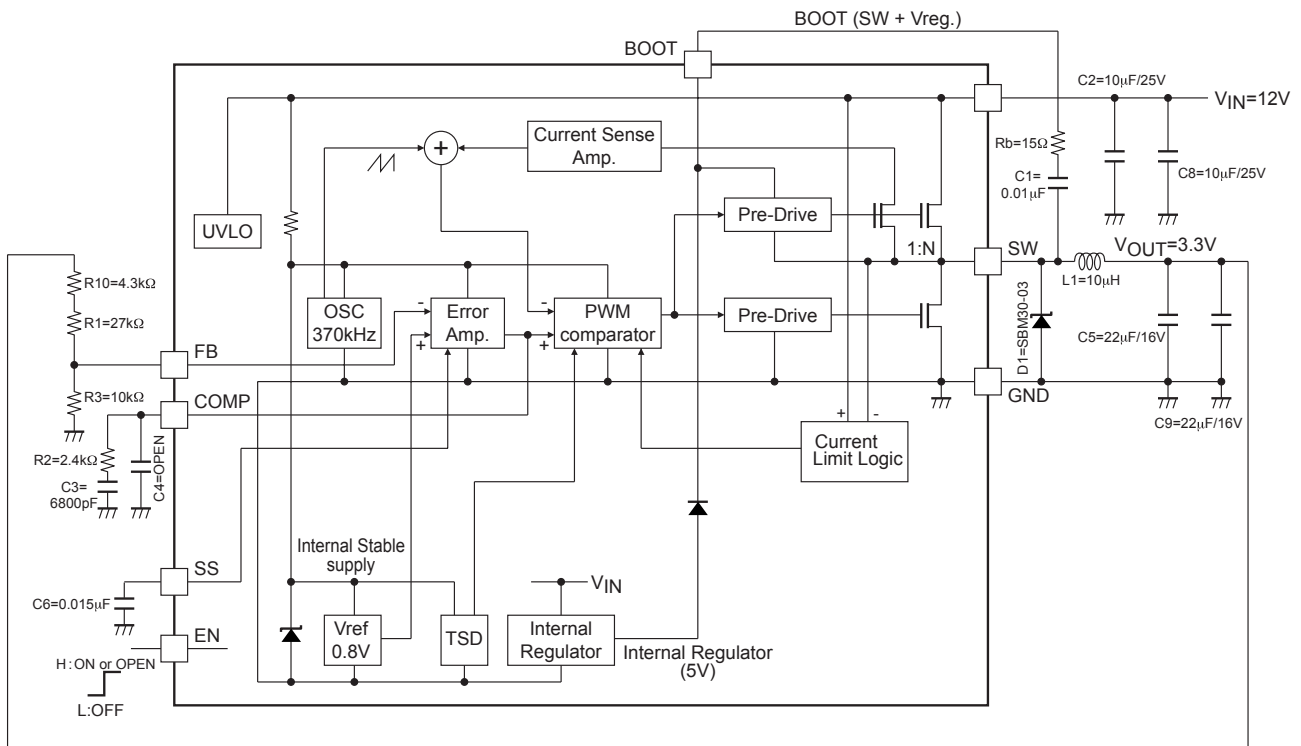 BOOT (SW + Vreg.)
BOOT
C2=10μF/25V
VIN=12V
Current Sense
Amp.
+
Rb=15Ω
C1=
0.01μF
C8=10μF/25V
UVLO
Pre-Drive
1:N
SW
VOUT=3.3V
L1=10μH
R10=4.3kΩ
R1=27kΩ
OSC
370kHz
-
+
Error
Amp.
-
+
PWM
comparator
Pre-Drive
D1=SBM30-03
C5=22μF/16V
FB
R3=10kΩ
COMP
GND
C9=22μF/16V
R2=2.4kΩ
C3=
6800pF
C4=OPEN
+ -
Current
Limit Logic
SS
C6=0.015μF
Internal Stable
supply
VIN
EN
H:ON or OPEN
L:OFF
Vref
0.8V
TSD
Internal
Regulator
Internal Regulator
(5V)